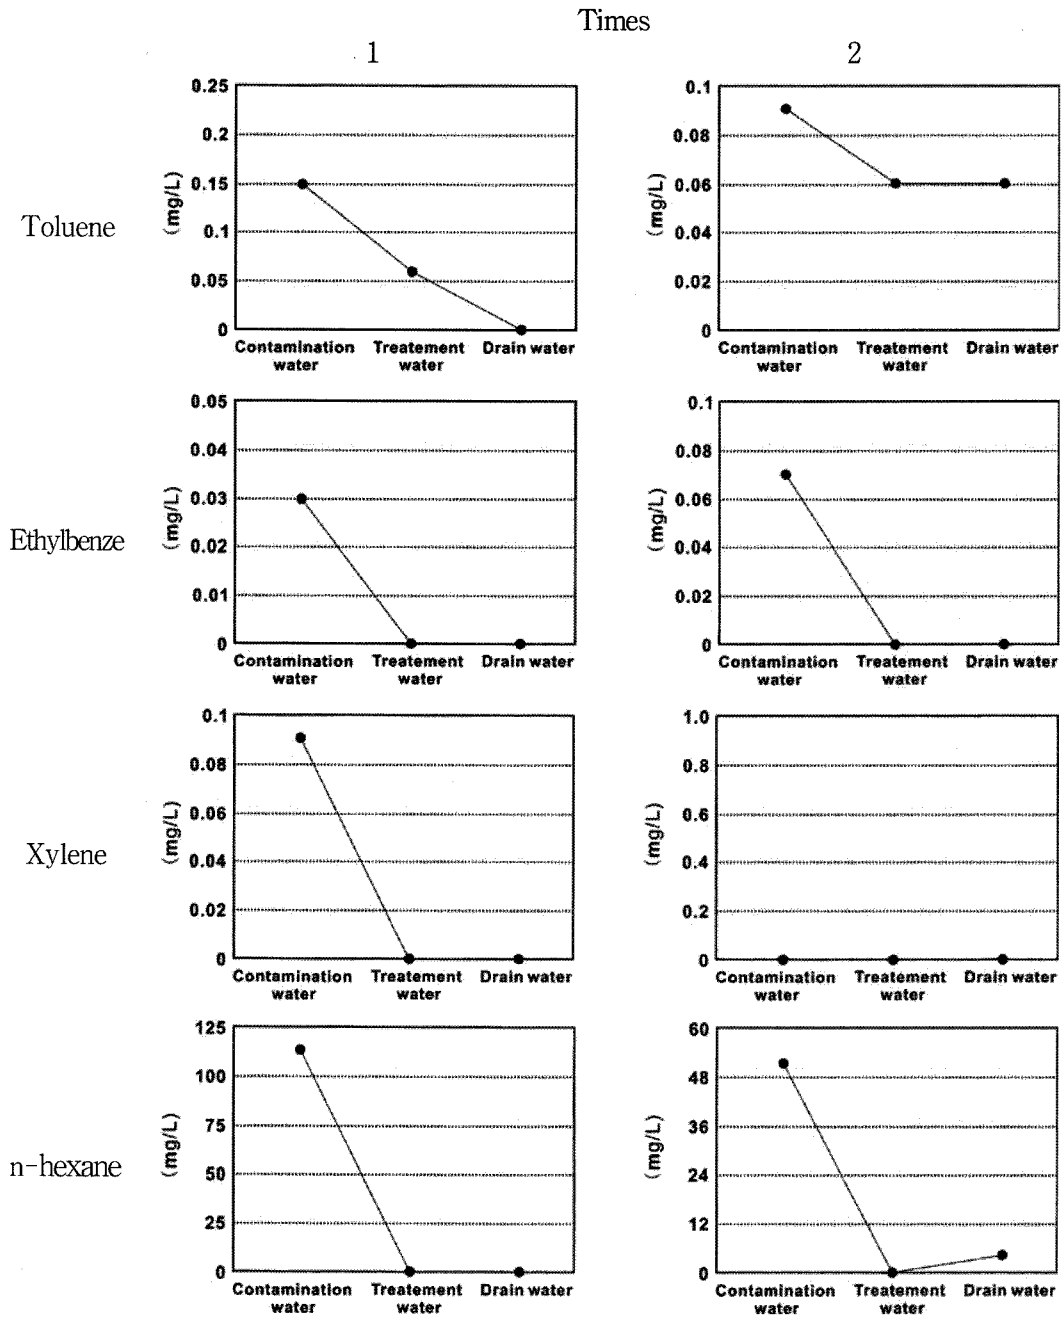 Times
1
2
Toluene
(mg/L)
0.25
0.2
0.15
0.1
0.05
0
Contamination water
Treatement water
Drain water
(mg/L)
0.1
0.08
0.06
0.04
0.02
0
Contamination water
Treatement water
Drain water
Ethylbenze
(mg/L)
0.05
0.04
0.03
0.02
0.01
0
Contamination water
Treatement water
Drain water
(mg/L)
0.1
0.08
0.06
0.04
0.02
0
Contamination water
Treatement water
Drain water
Xylene
(mg/L)
0.1
0.08
0.06
0.04
0.02
0
Contamination water
Treatement water
Drain water
(mg/L)
1.0
0.8
0.6
0.4
0.2
0
Contamination water
Treatement water
Drain water
n-hexane
(mg/L)
125
100
75
50
25
0
Contamination water
Treatement water
Drain water
(mg/L)
60
48
36
24
12
0
Contamination water
Treatement water
Drain water